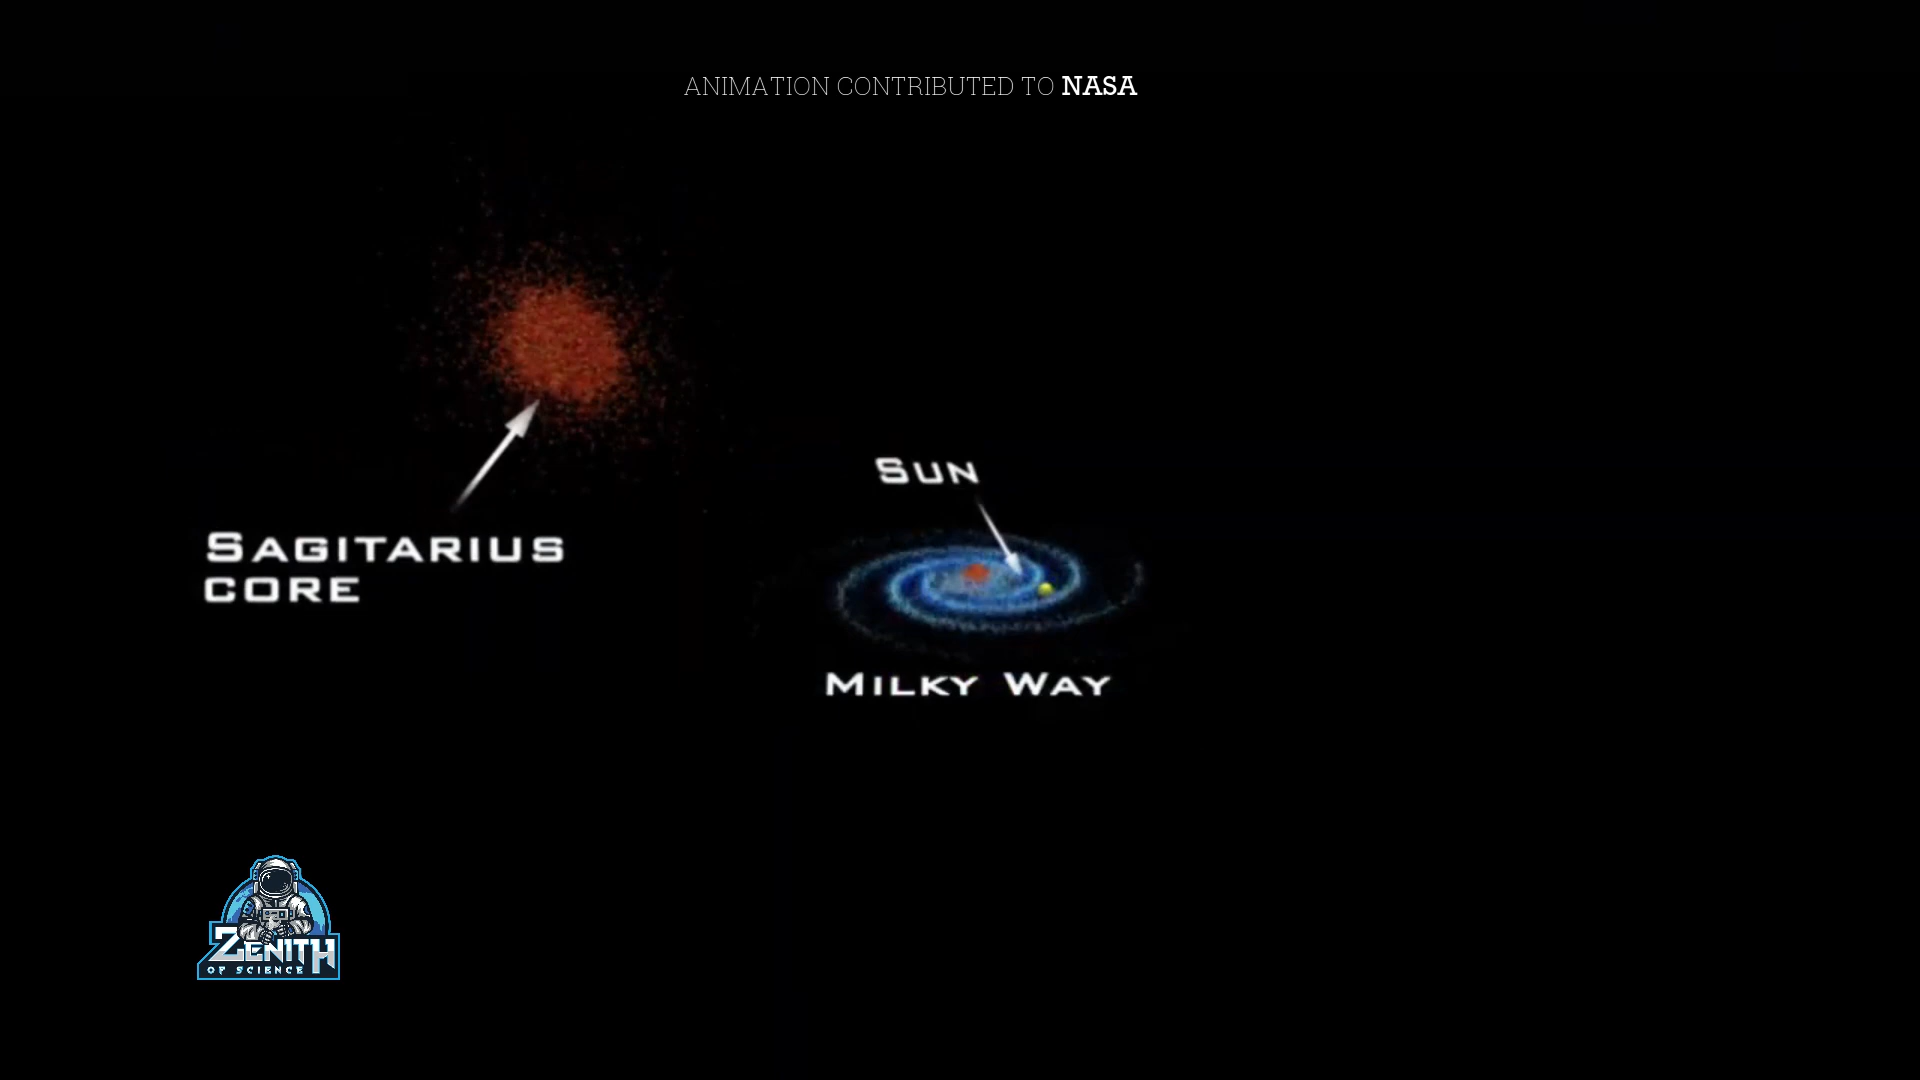 ANIMATION CONTRIBUTED TO NASA
SUN
SAGITARIUS
CORE
MILKY WAY
ZENITH
OF SCIENCE